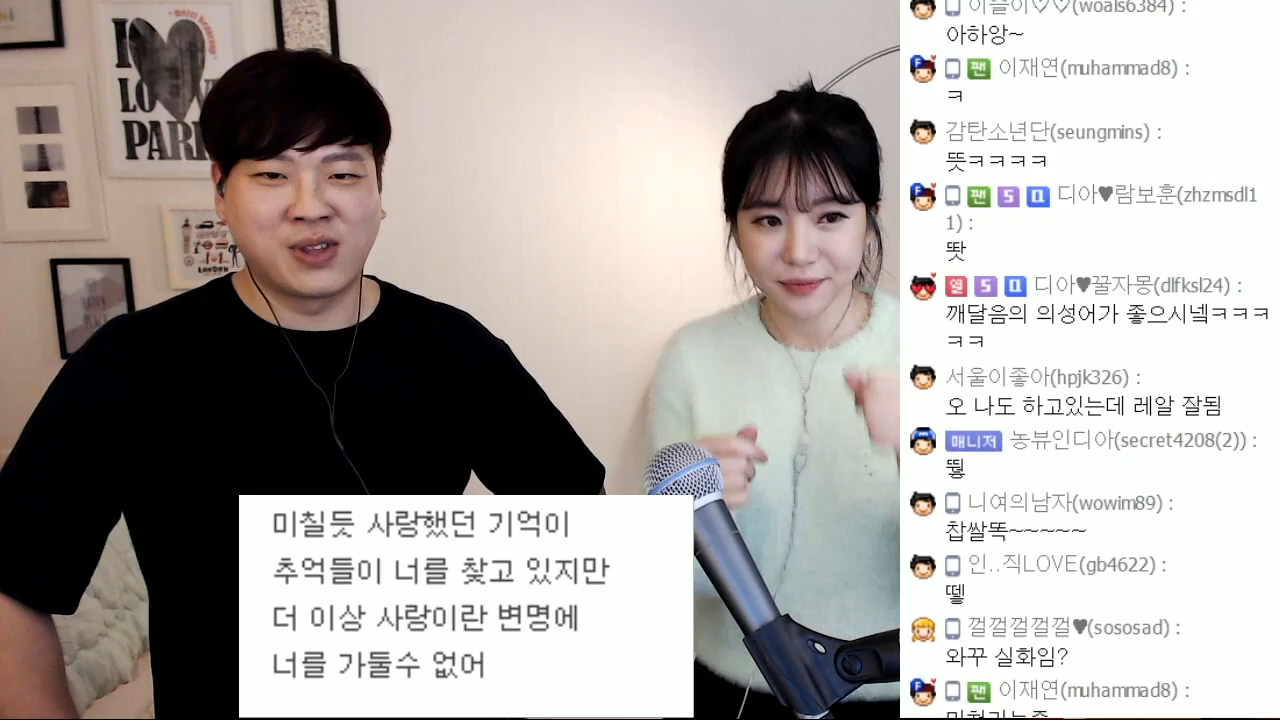 I
LOVE
PARI
LONDON
미칠듯 사랑했던 기억이
추억들이 너를 찾고 있지만
더 이상 사랑이란 변명에
너를 가둘수 없어
이슬이♡♡(woals6384) :
아하앙~
팬 이재연(muhammad8) :
ㅋ
감탄소년단(seungmins) :
뜻ㅋㅋㅋㅋ
팬 5 Q 디아♥람보훈(zhzmsdl1
1) :
똿
열 5 Q 디아♥꿀자몽(dlfksl24) :
깨달음의 의성어가 좋으시넼ㅋㅋㅋ
ㅋㅋ
서울이좋아(hpjk326) :
오 나도 하고있는데 레알 잘됨
매니저 농뷰인디아(secret4208(2)) :
니여의남자(wowim89) :
찹쌀똑~~~~~
인..직LOVE(gb4622) :
뗗
껄껄껄껄껄♥(sososad) :
와꾸 실화임?
팬 이재연(muhammad8) :